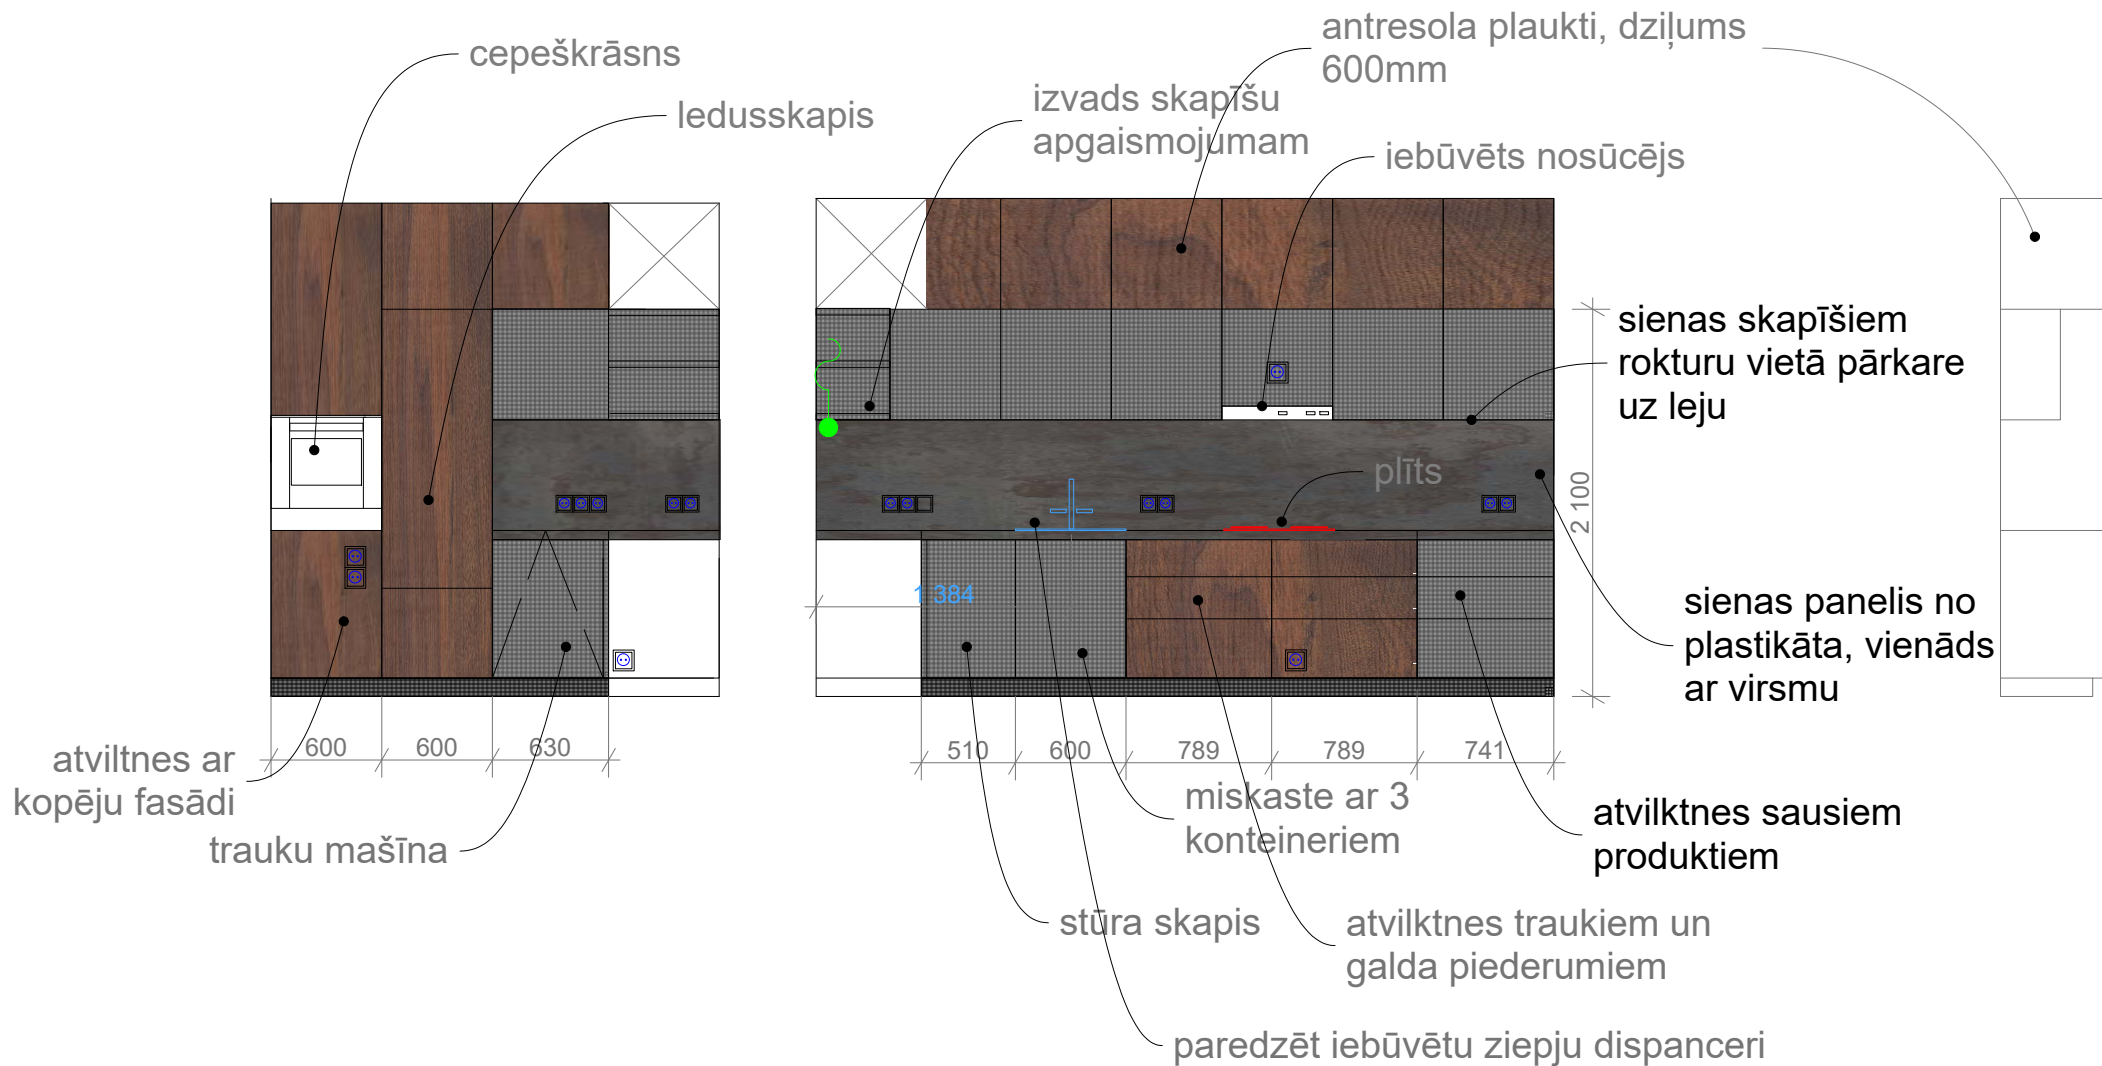 antresola plaukti, dziļums
600mm
cepeškrāsns
izvads skapīšu
apgaismojumam
ledusskapis
iebūvēts nosūcējs
sienas skapīšiem
rokturu vietā pārkare
uz leju
plīts
2 100
1 384
sienas panelis no
plastikāta, vienāds
ar virsmu
600
600
630
510
600
789
789
741
atviltnes ar
kopēju fasādi
miskaste ar 3
konteineriem
atvilktnes sausiem
produktiem
trauku mašīna
stūra skapis
atvilktnes traukiem un
galda piederumiem
paredzēt iebūvētu ziepju dispanceri